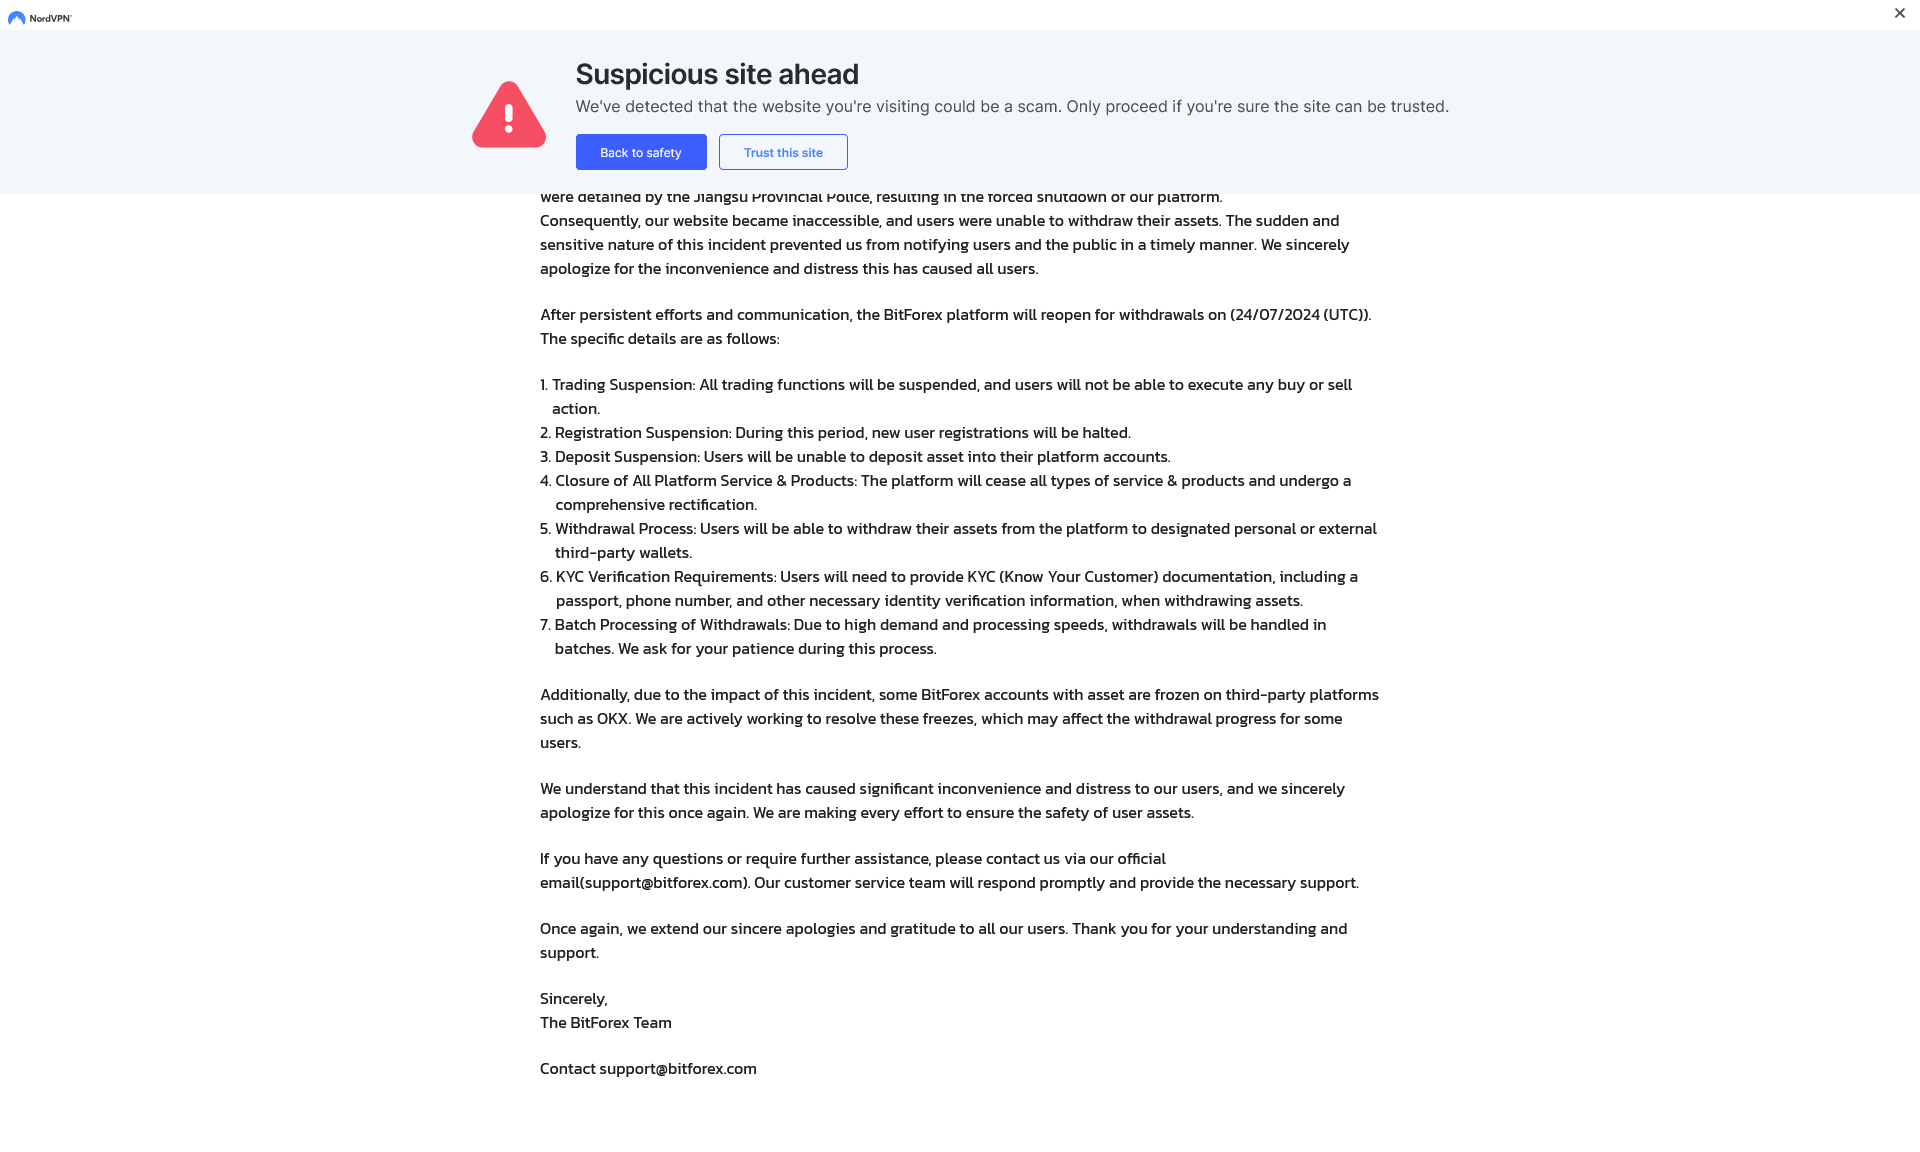 NordVPN®
Suspicious site ahead
We've detected that the website you're visiting could be a scam. Only proceed if you're sure the site can be trusted.
Back to safety
Trust this site
were detained by the Jiangsu Provincial Police, resulting in the forced shutdown of our platform.
Consequently, our website became inaccessible, and users were unable to withdraw their assets. The sudden and
sensitive nature of this incident prevented us from notifying users and the public in a timely manner. We sincerely
apologize for the inconvenience and distress this has caused all users.
After persistent efforts and communication, the BitForex platform will reopen for withdrawals on (24/07/2024 (UTC)).
The specific details are as follows:
1. Trading Suspension: All trading functions will be suspended, and users will not be able to execute any buy or sell
action.
2. Registration Suspension: During this period, new user registrations will be halted.
3. Deposit Suspension: Users will be unable to deposit asset into their platform accounts.
4. Closure of All Platform Service & Products: The platform will cease all types of service & products and undergo a
comprehensive rectification.
5. Withdrawal Process: Users will be able to withdraw their assets from the platform to designated personal or external
third-party wallets.
6. KYC Verification Requirements: Users will need to provide KYC (Know Your Customer) documentation, including a
passport, phone number, and other necessary identity verification information, when withdrawing assets.
7. Batch Processing of Withdrawals: Due to high demand and processing speeds, withdrawals will be handled in
batches. We ask for your patience during this process.
Additionally, due to the impact of this incident, some BitForex accounts with asset are frozen on third-party platforms
such as OKX. We are actively working to resolve these freezes, which may affect the withdrawal progress for some
users.
We understand that this incident has caused significant inconvenience and distress to our users, and we sincerely
apologize for this once again. We are making every effort to ensure the safety of user assets.
If you have any questions or require further assistance, please contact us via our official
email(support@bitforex.com). Our customer service team will respond promptly and provide the necessary support.
Once again, we extend our sincere apologies and gratitude to all our users. Thank you for your understanding and
support.
Sincerely,
The BitForex Team
Contact support@bitforex.com